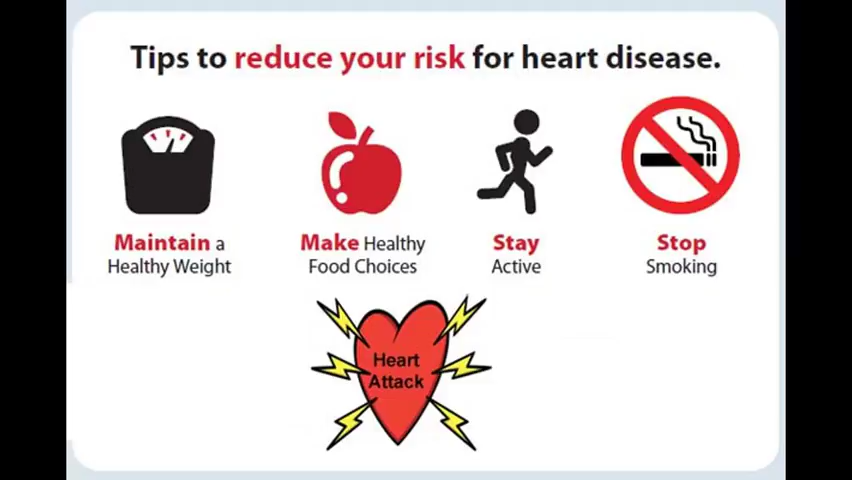 Tips to reduce your risk for heart disease.
Maintain a
Healthy Weight
Make Healthy
Food Choices
Stay
Active
Stop
Smoking
Heart
Attack